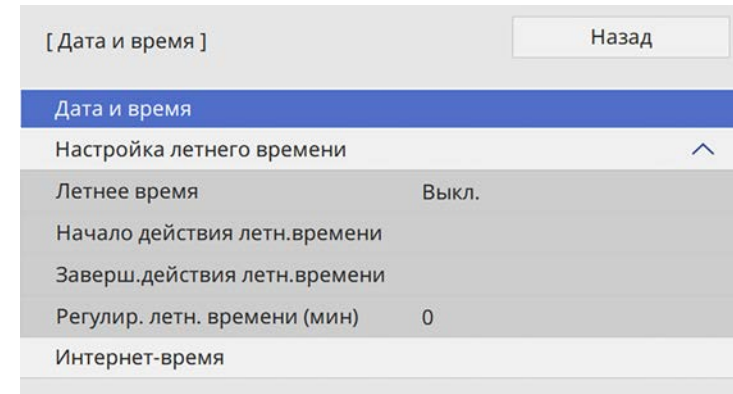 [ Дата и время ]
Назад
Дата и время
Настройка летнего времени
Летнее время Выкл.
Начало действия летн.времени
Заверш.действия летн.времени
Регулир. летн. времени (мин) 0
Интернет-время